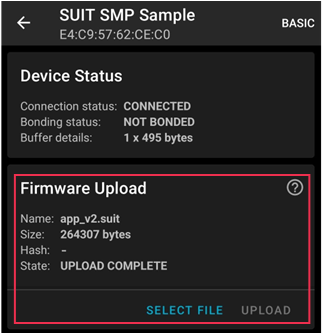 SUIT SMP Sample
E4:C9:57:62:CE:C0
BASIC
Device Status
Connection status: CONNECTED
Bonding status: NOT BONDED
Buffer details: 1 x 495 bytes
Firmware Upload
Name: app_v2.suit
Size: 264307 bytes
Hash: -
State: UPLOAD COMPLETE
SELECT FILE UPLOAD